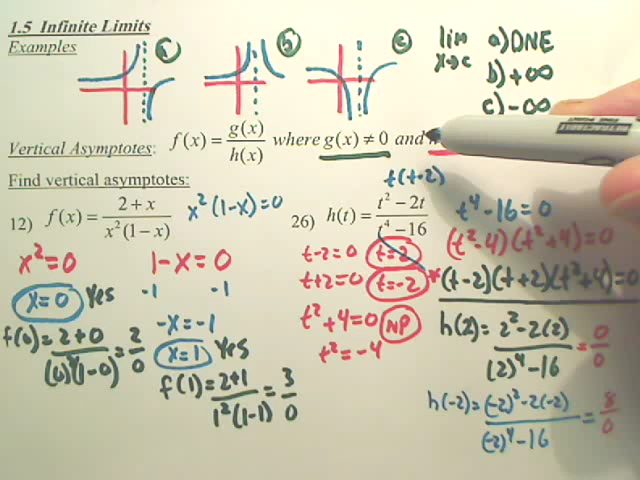 1.5 Infinite Limits
Examples
a
b
c
lim x→c
a) DNE
b) +∞
c) -∞
Vertical Asymptotes: f(x) = g(x)/h(x) where g(x) ≠ 0 and
Find vertical asymptotes:
t(t-2)
12) f(x) = (2 + x)/(x²(1 − x))
x²(1-x)=0
x²=0
1-x=0
-1 -1
x=0 Yes
-x=-1
x=1 Yes
f(0)=(2+0)/((0)²(1-0))=2/0
f(1)=(2+1)/(1²(1-1))=3/0
26) h(t) = (t² − 2t)/(t⁴ − 16)
t⁴-16=0
(t²-4)(t²+4)=0
*(t-2)(t+2)(t²+4)=0
t-2=0 t=2
t+2=0 t=-2
t²+4=0 NP
t²=-4
h(2)=(2²-2(2))/((2)⁴-16)=0/0
h(-2)=((-2)²-2(-2))/((-2)⁴-16)=8/0